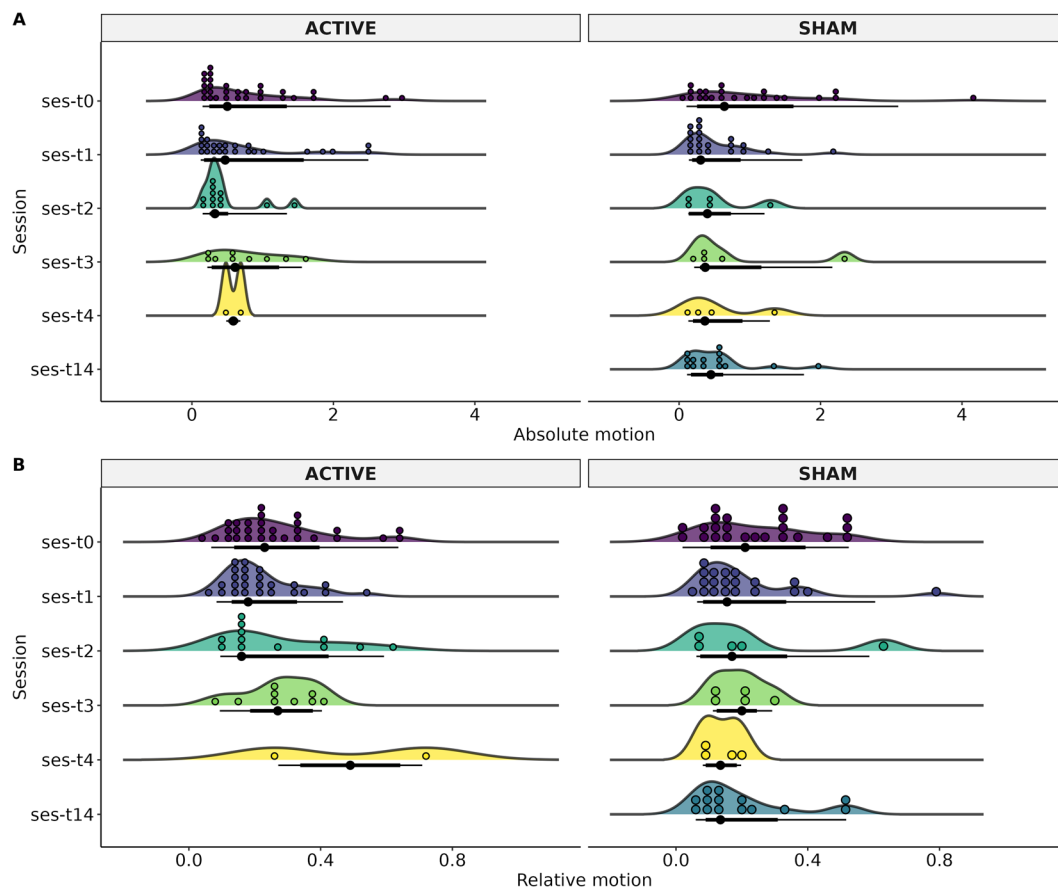 A
ACTIVE
SHAM
Session
ses-t0
ses-t1
ses-t2
ses-t3
ses-t4
ses-t14
0 2 4
0 2 4
Absolute motion
B
ACTIVE
SHAM
Session
ses-t0
ses-t1
ses-t2
ses-t3
ses-t4
ses-t14
0.0 0.4 0.8
0.0 0.4 0.8
Relative motion